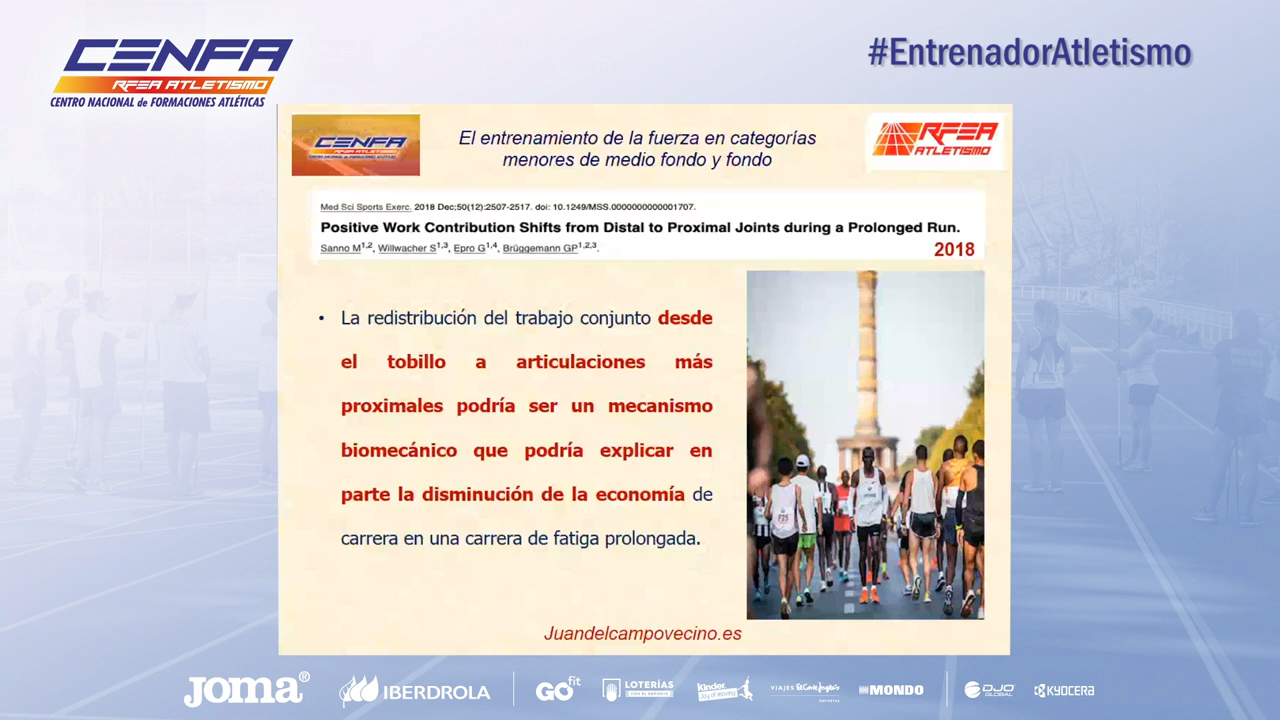 CENFA
RFEA ATLETISMO
CENTRO NACIONAL de FORMACIONES ATLÉTICAS
#EntrenadorAtletismo
CENFA
RFEA ATLETISMO
El entrenamiento de la fuerza en categorías
menores de medio fondo y fondo
RFEA
ATLETISMO
Med Sci Sports Exerc. 2018 Dec;50(12):2507-2517. doi: 10.1249/MSS.0000000000001707.
Positive Work Contribution Shifts from Distal to Proximal Joints during a Prolonged Run.
Sanno M1,2, Willwacher S1,3, Epro G1,4, Brüggemann GP1,2,3.
2018
• La redistribución del trabajo conjunto desde
el tobillo a articulaciones más
proximales podría ser un mecanismo
biomecánico que podría explicar en
parte la disminución de la economía de
carrera en una carrera de fatiga prolongada.
Juandelcampovecino.es
JOMA®
IBERDROLA
GO fit
LOTERÍAS
Kinder
Joy of moving
VIAJES El Corte Inglés
MONDO
DJO
GLOBAL
KYOCERA